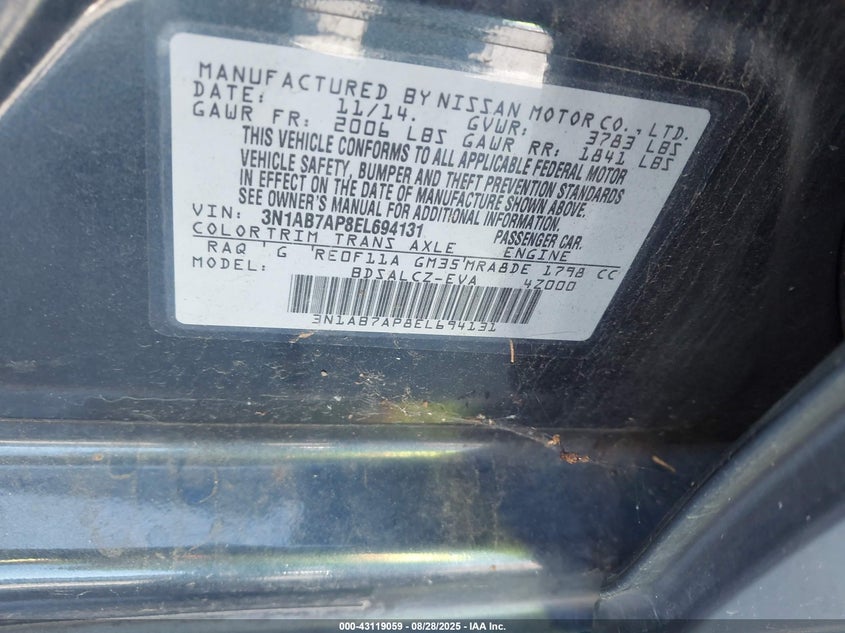 MANUFACTURED BY NISSAN MOTOR CO., LTD.
DATE: 11/14. GVWR: 3783 LBS
GAWR FR: 2006 LBS GAWR RR: 1841 LBS
THIS VEHICLE CONFORMS TO ALL APPLICABLE FEDERAL MOTOR
VEHICLE SAFETY, BUMPER AND THEFT PREVENTION STANDARDS
IN EFFECT ON THE DATE OF MANUFACTURE SHOWN ABOVE.
SEE OWNER'S MANUAL FOR ADDITIONAL INFORMATION.
VIN: 3N1AB7AP8EL694131 PASSENGER CAR.
COLOR TRIM TRANS AXLE ENGINE
RAQ 'G 'RE0F11A GM35'MRA8DE 1798 CC
MODEL: BDSALCZ-EVA 4Z000
3N1AB7AP8EL694131
000-43119059 - 08/28/2025 - IAA Inc.